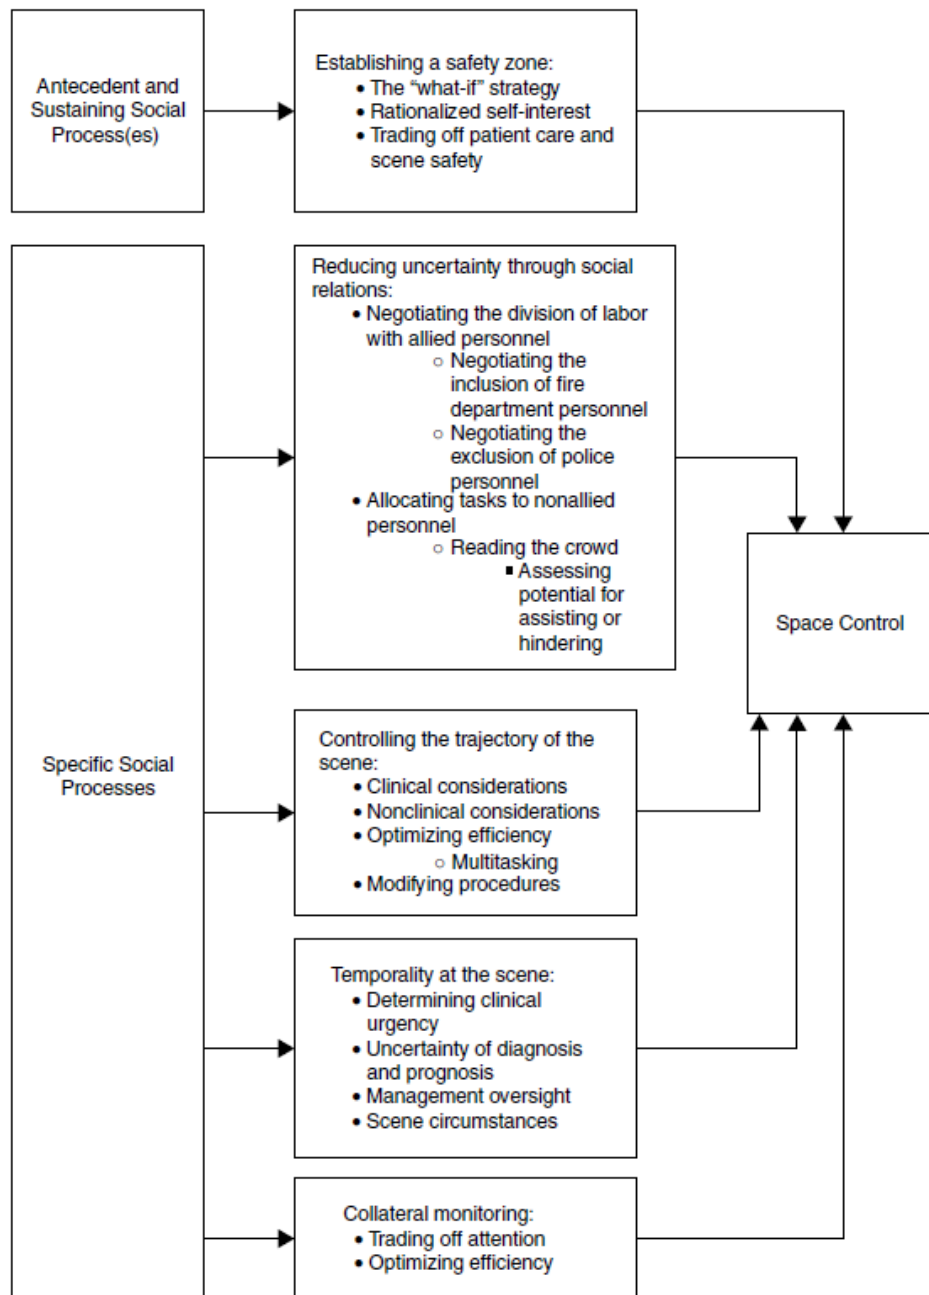 Antecedent and
Sustaining Social
Process(es)
Establishing a safety zone:
• The “what-if” strategy
• Rationalized self-interest
• Trading off patient care and
scene safety
Reducing uncertainty through social
relations:
• Negotiating the division of labor
with allied personnel
○ Negotiating the
inclusion of fire
department personnel
○ Negotiating the
exclusion of police
personnel
• Allocating tasks to nonallied
personnel
○ Reading the crowd
▪ Assessing
potential for
assisting or
hindering
Space Control
Specific Social
Processes
Controlling the trajectory of the
scene:
• Clinical considerations
• Nonclinical considerations
• Optimizing efficiency
○ Multitasking
• Modifying procedures
Temporality at the scene:
• Determining clinical
urgency
• Uncertainty of diagnosis
and prognosis
• Management oversight
• Scene circumstances
Collateral monitoring:
• Trading off attention
• Optimizing efficiency